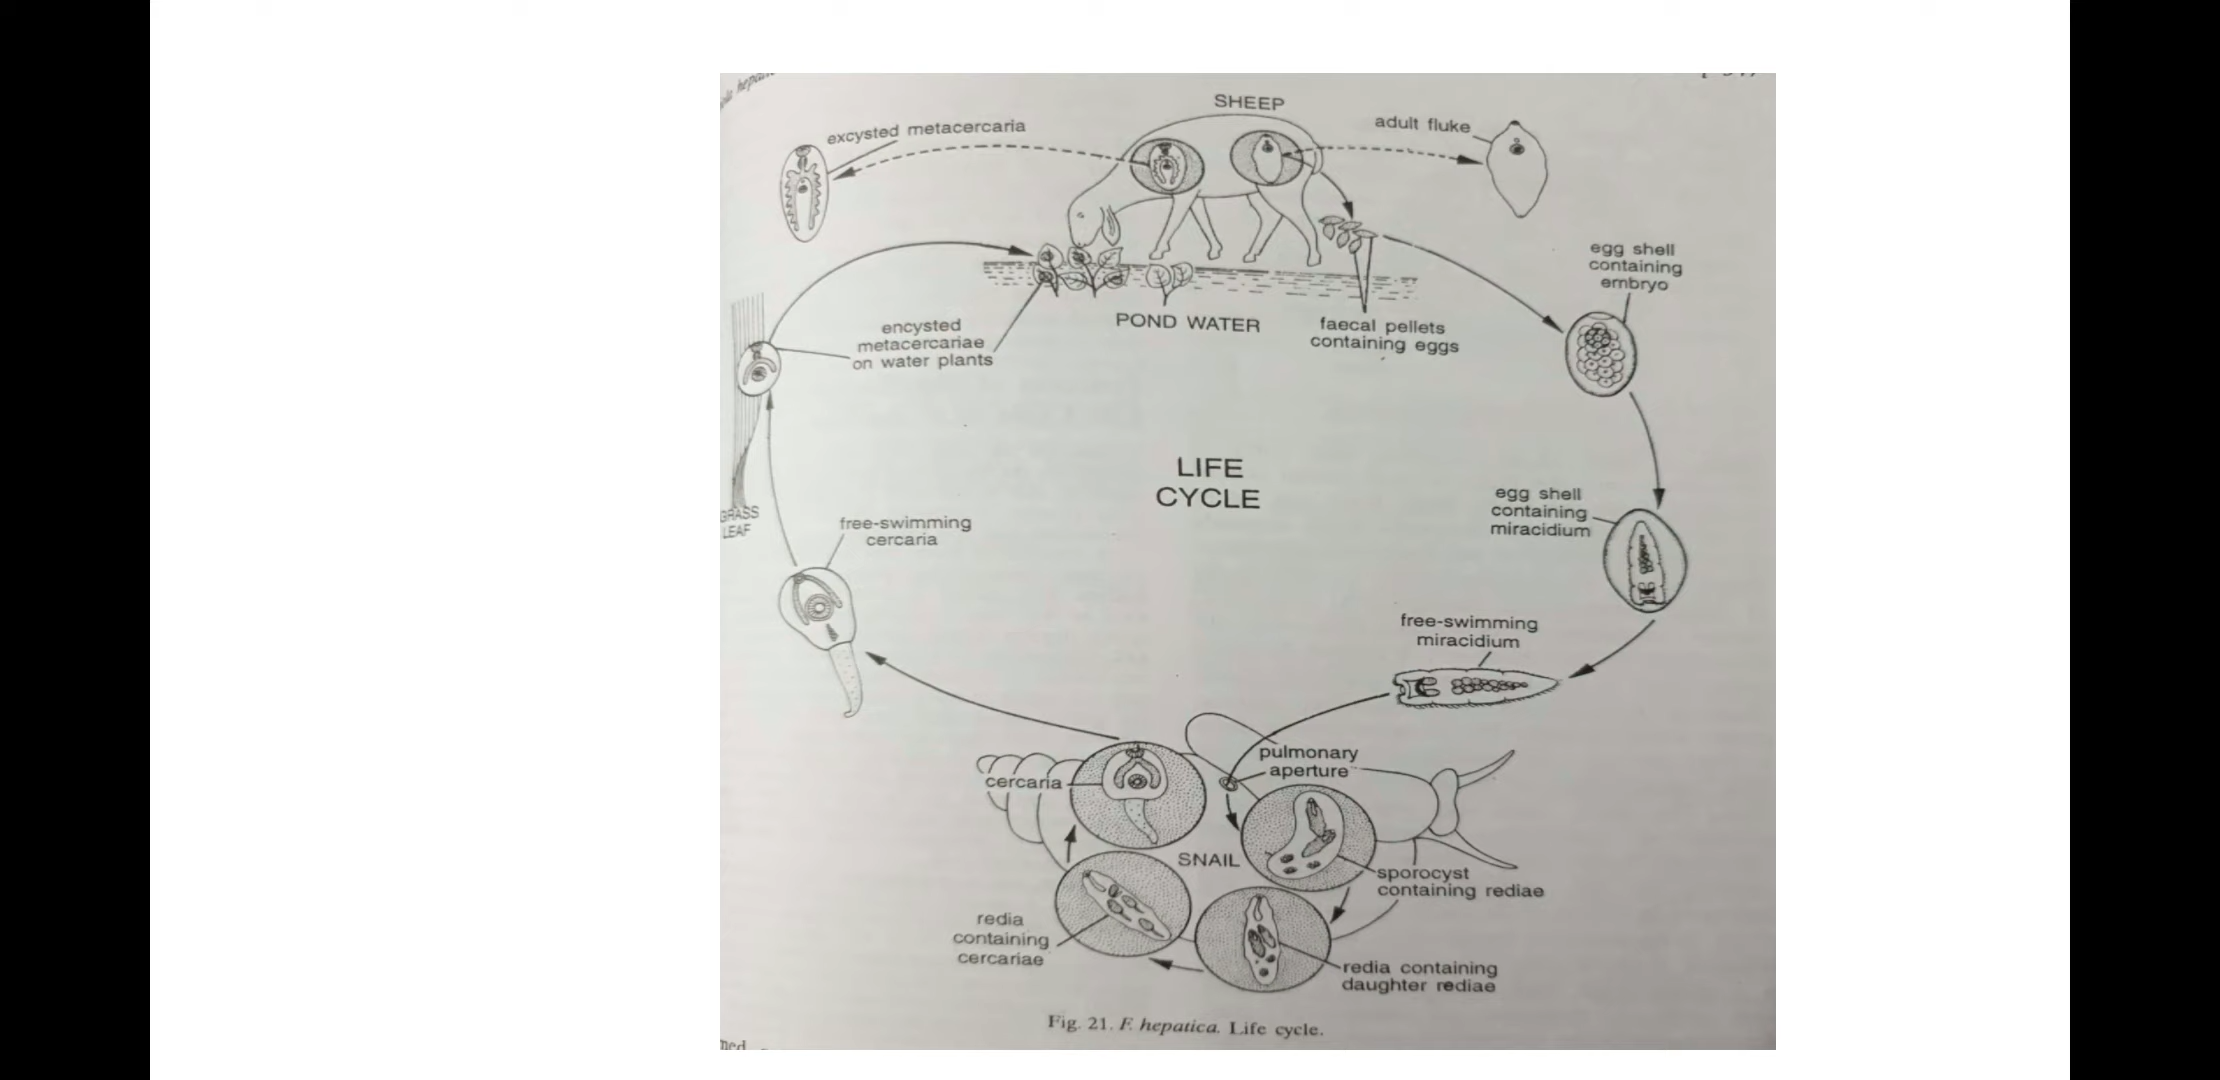 SHEEP
excysted metacercaria
adult fluke
egg shell
containing
embryo
encysted
metacercariae
on water plants
POND WATER
faecal pellets
containing eggs
LIFE
CYCLE
GRASS
LEAF
free-swimming
cercaria
egg shell
containing
miracidium
free-swimming
miracidium
pulmonary
aperture
cercaria
SNAIL
sporocyst
containing rediae
redia
containing
cercariae
redia containing
daughter rediae
Fig. 21. F. hepatica. Life cycle.